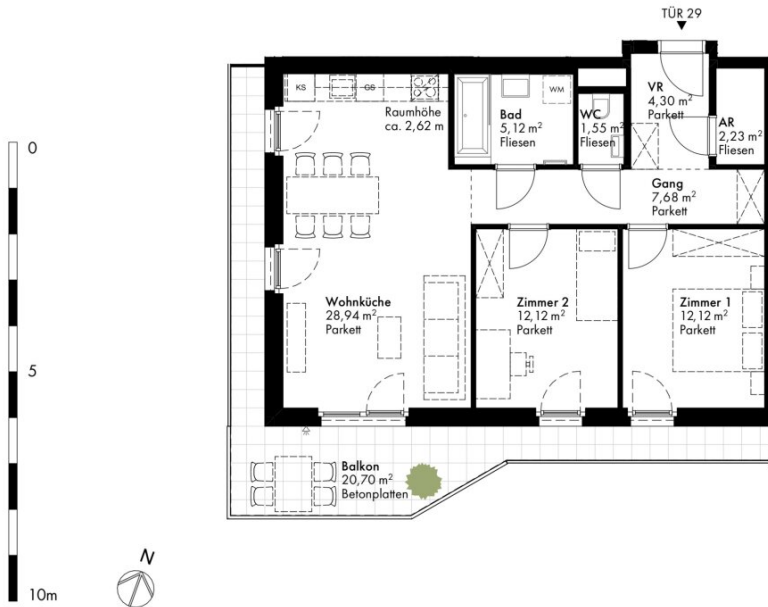 TÜR 29
KS
GS
Raumhöhe
ca. 2,62 m
Bad
5,12 m²
Fliesen
WM
WC
1,55 m²
Fliesen
VR
4,30 m²
Parkett
AR
2,23 m²
Fliesen
Gang
7,68 m²
Parkett
Wohnküche
28,94 m²
Parkett
Zimmer 2
12,12 m²
Parkett
Zimmer 1
12,12 m²
Parkett
Balkon
20,70 m²
Betonplatten
0
5
10m
N